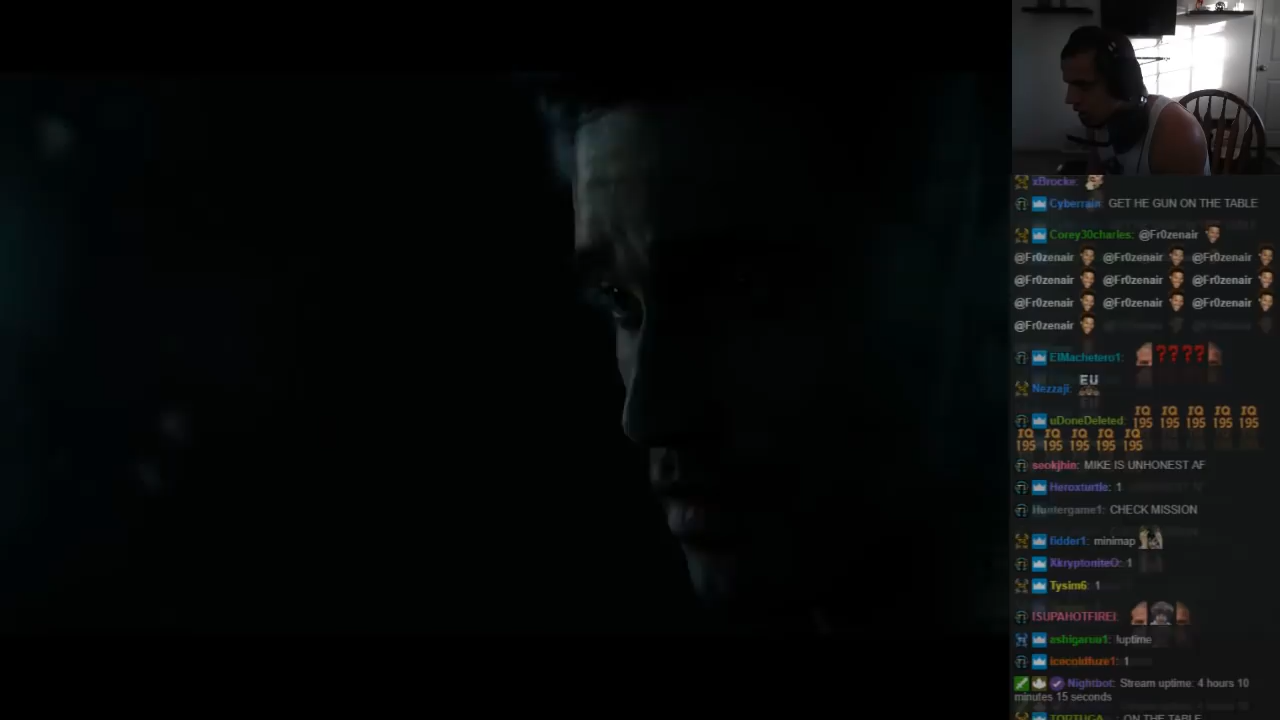 xBrocke:
Cyberrain: GET HE GUN ON THE TABLE
Corey30charles: @Fr0zenair
@Fr0zenair @Fr0zenair @Fr0zenair
@Fr0zenair @Fr0zenair @Fr0zenair
@Fr0zenair @Fr0zenair @Fr0zenair
@Fr0zenair
ElMachetero1: ????
Nezzaji: EU
uDoneDeleted: IQ 195 IQ 195 IQ 195 IQ 195 IQ 195
IQ 195 IQ 195 IQ 195 IQ 195 IQ 195
seokjhin: MIKE IS UNHONEST AF
Heroxturtle: 1
Huntergame1: CHECK MISSION
fidder1: minimap
XkryptoniteO: 1
Tysim6: 1
ISUPAHOTFIREI:
ashigaruu1: !uptime
icecoldfuze1: 1
Nightbot: Stream uptime: 4 hours 10
minutes 15 seconds
ON THE TABLE